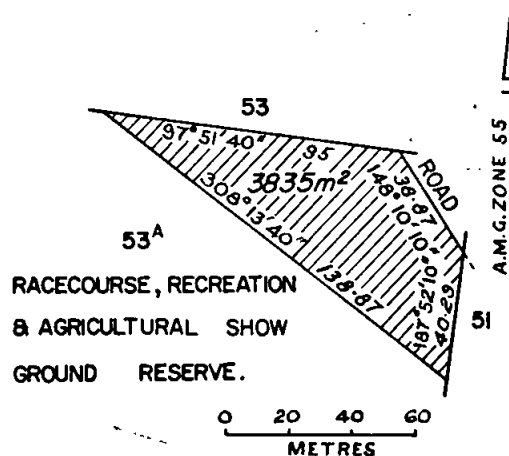 53
97°51'40"
95
3835m²
308°13'40"
138·87
ROAD
38·87
148°10'10"
187°52'10"
40·29
51
A.M.G. ZONE 55
53A
RACECOURSE, RECREATION
& AGRICULTURAL SHOW
GROUND RESERVE.
0 20 40 60
METRES